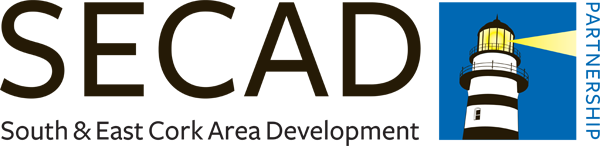 SECAD
South & East Cork Area Development
PARTNERSHIP